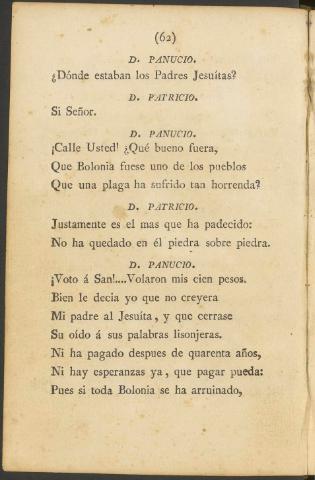 (62)
D. PANUCIO.
¿Dónde estaban los Padres Jesuítas?
D. PATRICIO.
Si Señor.
D. PANUCIO.
¡Calle Usted! ¿Qué bueno fuera,
Que Bolonia fuese uno de los pueblos
Que una plaga ha sufrido tan horrenda?
D. PATRICIO.
Justamente es el mas que ha padecido:
No ha quedado en él piedra sobre piedra.
D. PANUCIO.
¡Voto á San!....Volaron mis cien pesos.
Bien le decia yo que no creyera
Mi padre al Jesuíta, y que cerrase
Su oído á sus palabras lisonjeras.
Ni ha pagado despues de quarenta años,
Ni hay esperanzas ya, que pagar pueda:
Pues si toda Bolonia se ha arruinado,